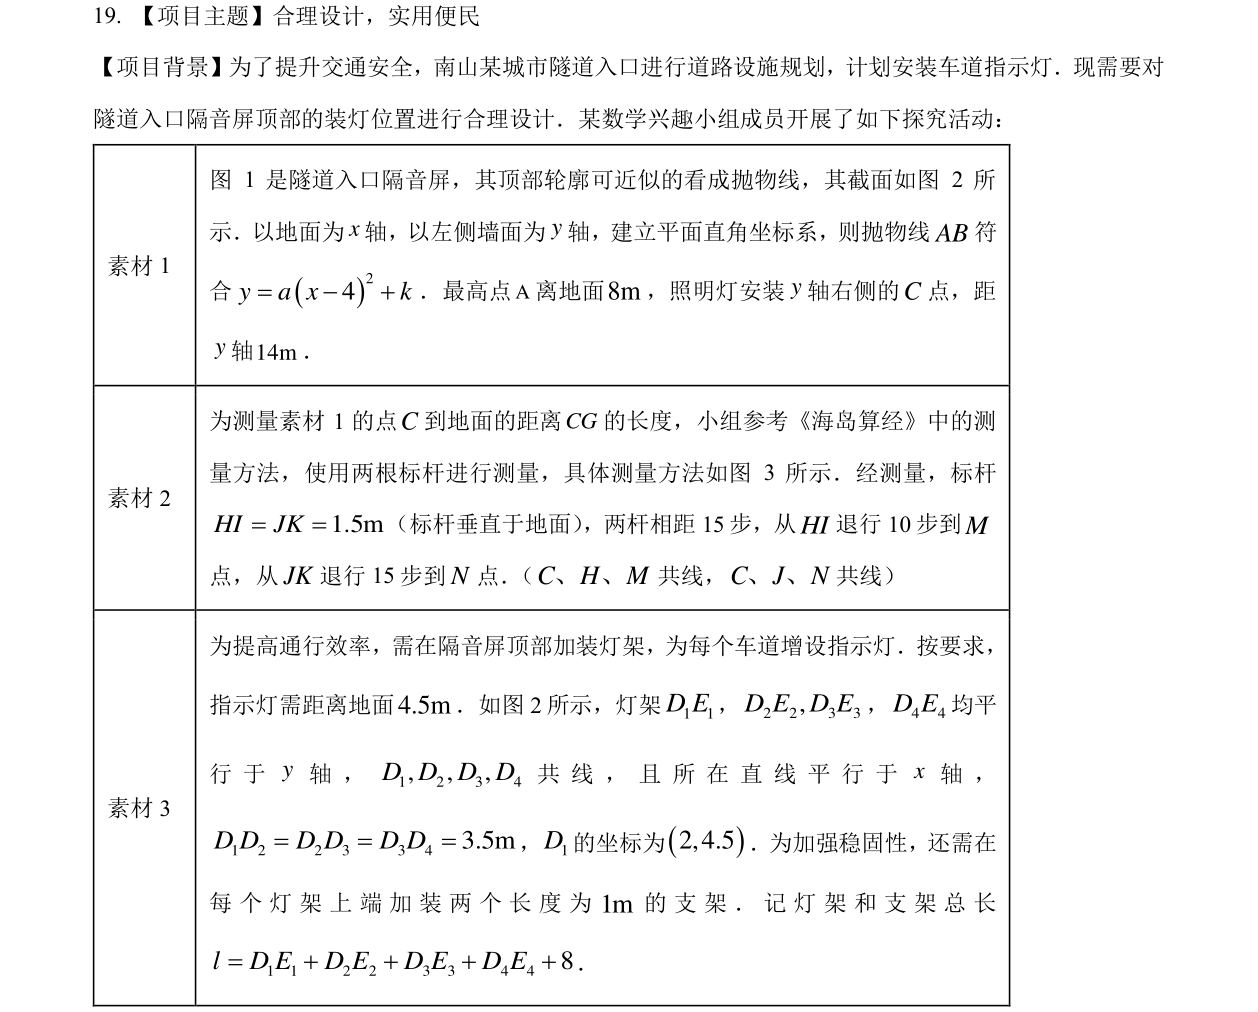 19. 【项目主题】合理设计，实用便民
【项目背景】为了提升交通安全，南山某城市隧道入口进行道路设施规划，计划安装车道指示灯．现需要对
隧道入口隔音屏顶部的装灯位置进行合理设计．某数学兴趣小组成员开展了如下探究活动：
素材 1
图 1 是隧道入口隔音屏，其顶部轮廓可近似的看成抛物线，其截面如图 2 所
示．以地面为 x 轴，以左侧墙面为 y 轴，建立平面直角坐标系，则抛物线 AB 符
合 y = a(x−4)² + k ．最高点 A 离地面 8m ，照明灯安装 y 轴右侧的 C 点，距
y 轴 14m ．
素材 2
为测量素材 1 的点 C 到地面的距离 CG 的长度，小组参考《海岛算经》中的测
量方法，使用两根标杆进行测量，具体测量方法如图 3 所示．经测量，标杆
HI = JK = 1.5m（标杆垂直于地面），两杆相距 15 步，从 HI 退行 10 步到 M
点，从 JK 退行 15 步到 N 点．（ C、H、M 共线， C、J、N 共线）
素材 3
为提高通行效率，需在隔音屏顶部加装灯架，为每个车道增设指示灯．按要求，
指示灯需距离地面 4.5m ．如图 2 所示，灯架 D₁E₁ ， D₂E₂, D₃E₃ ， D₄E₄ 均平
行于 y 轴， D₁, D₂, D₃, D₄ 共线，且所在直线平行于 x 轴，
D₁D₂ = D₂D₃ = D₃D₄ = 3.5m ， D₁ 的坐标为 (2,4.5) ．为加强稳固性，还需在
每个灯架上端加装两个长度为 1m 的支架．记灯架和支架总长
l = D₁E₁ + D₂E₂ + D₃E₃ + D₄E₄ + 8 ．